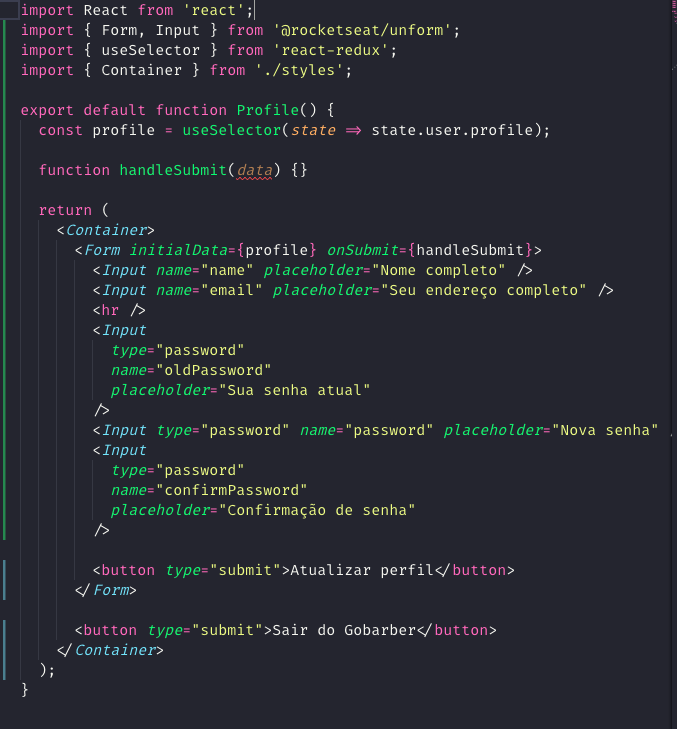 import React from 'react';
import { Form, Input } from '@rocketseat/unform';
import { useSelector } from 'react-redux';
import { Container } from './styles';

export default function Profile() {
  const profile = useSelector(state => state.user.profile);

  function handleSubmit(data) {}

  return (
    <Container>
      <Form initialData={profile} onSubmit={handleSubmit}>
        <Input name="name" placeholder="Nome completo" />
        <Input name="email" placeholder="Seu endereço completo" />
        <hr />
        <Input
          type="password"
          name="oldPassword"
          placeholder="Sua senha atual"
        />
        <Input type="password" name="password" placeholder="Nova senha"
        <Input
          type="password"
          name="confirmPassword"
          placeholder="Confirmação de senha"
        />

        <button type="submit">Atualizar perfil</button>
      </Form>

      <button type="submit">Sair do Gobarber</button>
    </Container>
  );
}